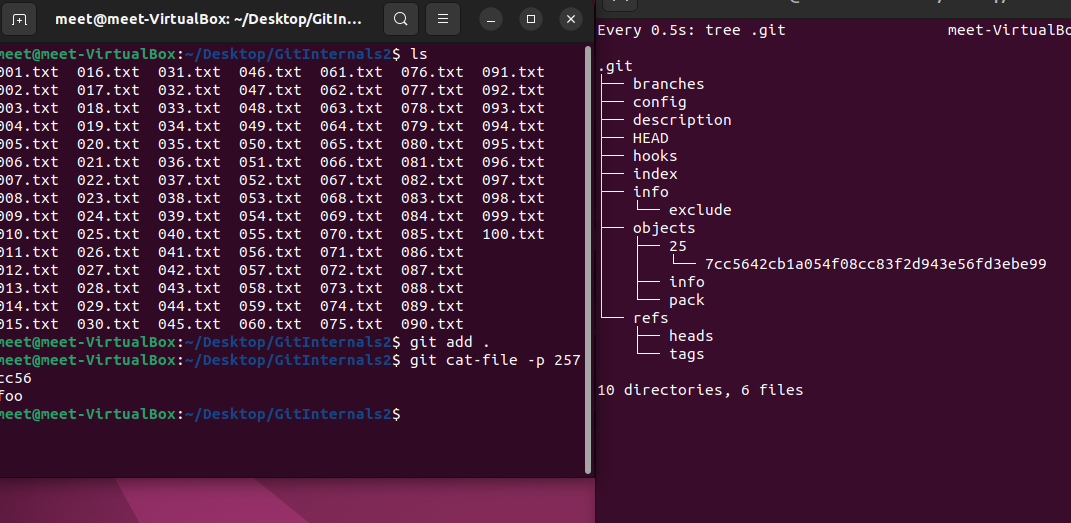 meet@meet-VirtualBox: ~/Desktop/GitIn...
meet@meet-VirtualBox:~/Desktop/GitInternals2$ ls
001.txt  016.txt  031.txt  046.txt  061.txt  076.txt  091.txt
002.txt  017.txt  032.txt  047.txt  062.txt  077.txt  092.txt
003.txt  018.txt  033.txt  048.txt  063.txt  078.txt  093.txt
004.txt  019.txt  034.txt  049.txt  064.txt  079.txt  094.txt
005.txt  020.txt  035.txt  050.txt  065.txt  080.txt  095.txt
006.txt  021.txt  036.txt  051.txt  066.txt  081.txt  096.txt
007.txt  022.txt  037.txt  052.txt  067.txt  082.txt  097.txt
008.txt  023.txt  038.txt  053.txt  068.txt  083.txt  098.txt
009.txt  024.txt  039.txt  054.txt  069.txt  084.txt  099.txt
010.txt  025.txt  040.txt  055.txt  070.txt  085.txt  100.txt
011.txt  026.txt  041.txt  056.txt  071.txt  086.txt
012.txt  027.txt  042.txt  057.txt  072.txt  087.txt
013.txt  028.txt  043.txt  058.txt  073.txt  088.txt
014.txt  029.txt  044.txt  059.txt  074.txt  089.txt
015.txt  030.txt  045.txt  060.txt  075.txt  090.txt
meet@meet-VirtualBox:~/Desktop/GitInternals2$ git add .
meet@meet-VirtualBox:~/Desktop/GitInternals2$ git cat-file -p 257
cc56
foo
meet@meet-VirtualBox:~/Desktop/GitInternals2$
Every 0.5s: tree .git meet-VirtualBo
.git
branches
config
description
HEAD
hooks
index
info
exclude
objects
25
7cc5642cb1a054f08cc83f2d943e56fd3ebe99
info
pack
refs
heads
tags
10 directories, 6 files